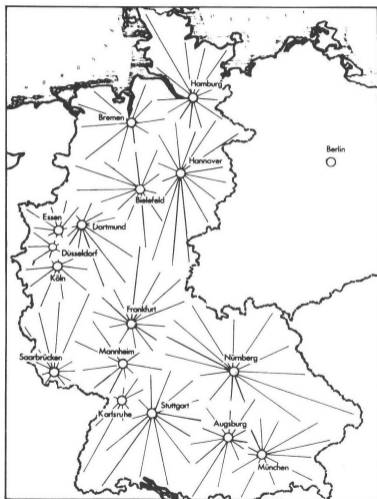 Hamburg
Bremen
Hannover
Berlin
Bielefeld
Essen
Dortmund
Düsseldorf
Köln
Frankfurt
Saarbrücken
Mannheim
Nürnberg
Karlsruhe
Stuttgart
Augsburg
München